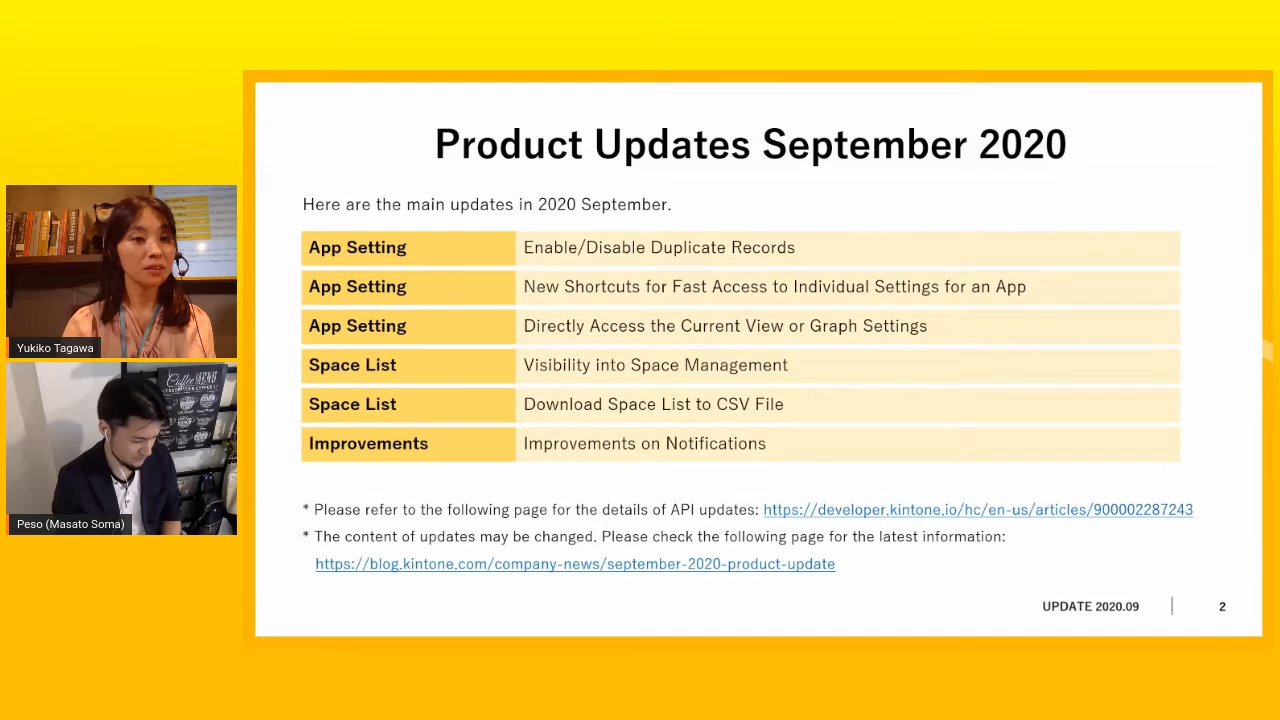 Product Updates September 2020
Here are the main updates in 2020 September.
App Setting Enable/Disable Duplicate Records
App Setting New Shortcuts for Fast Access to Individual Settings for an App
App Setting Directly Access the Current View or Graph Settings
Space List Visibility into Space Management
Space List Download Space List to CSV File
Improvements Improvements on Notifications
* Please refer to the following page for the details of API updates: https://developer.kintone.io/hc/en-us/articles/900002287243
* The content of updates may be changed. Please check the following page for the latest information:
https://blog.kintone.com/company-news/september-2020-product-update
UPDATE 2020.09 | 2
Yukiko Tagawa
Coffee MENU
Peso (Masato Soma)